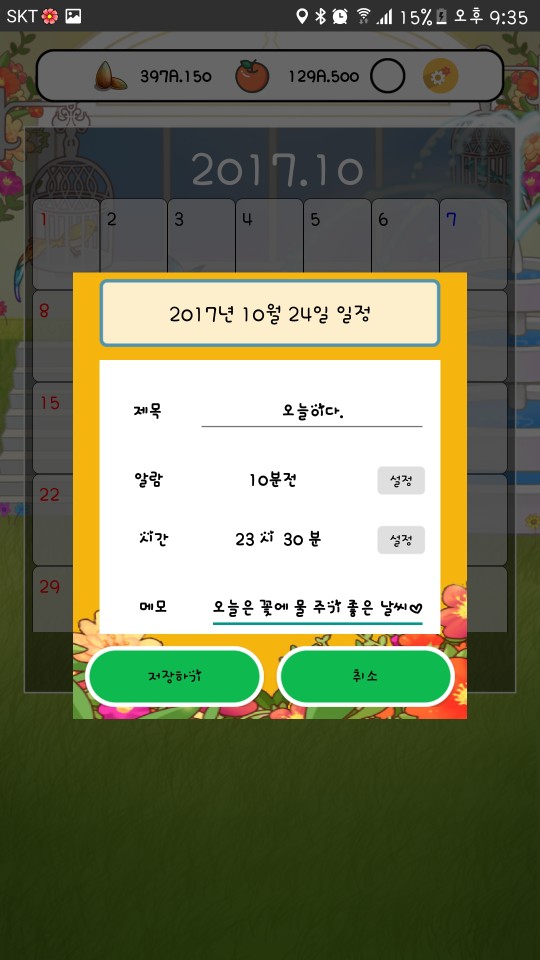 SKT 15% 오후 9:35
397A.150 129A.500
2017.10
1 2 3 4 5 6 7
2017년 10월 24일 일정
8
제목 오늘이다.
15
알람 10분전 설정
22
시간 23 시 30 분 설정
29
메모 오늘은 꽃에 물 주기 좋은 날씨♡
저장하기 취소